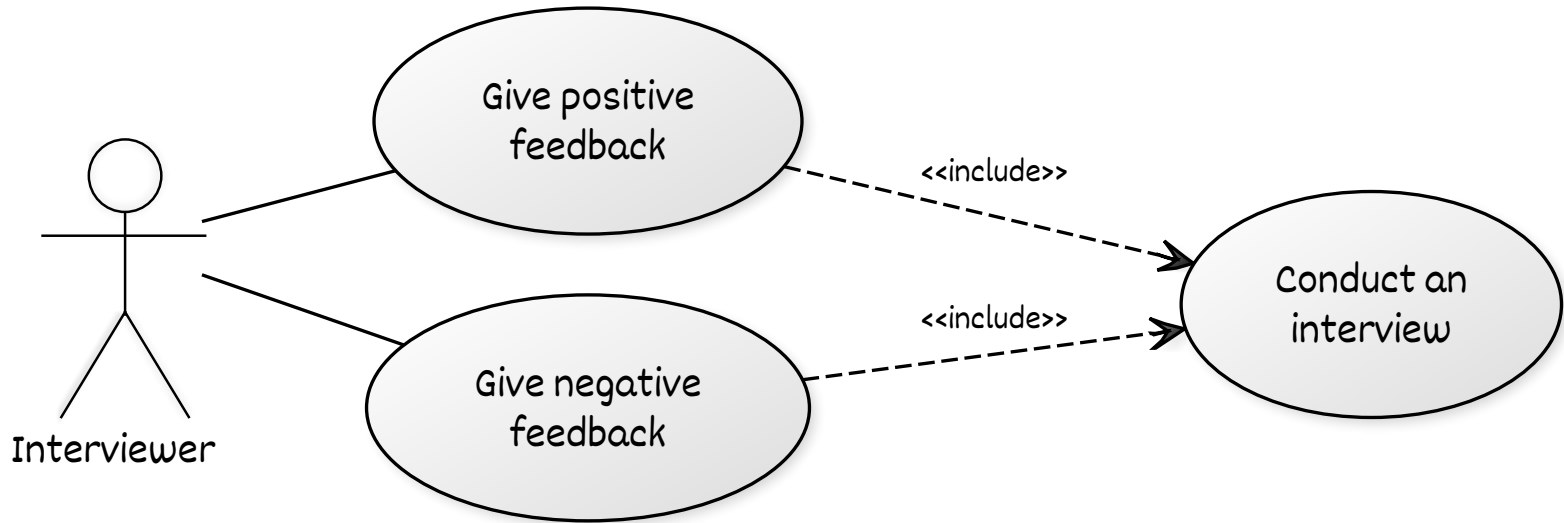 Give positive
feedback
<<include>>
Conduct an
interview
<<include>>
Give negative
feedback
Interviewer